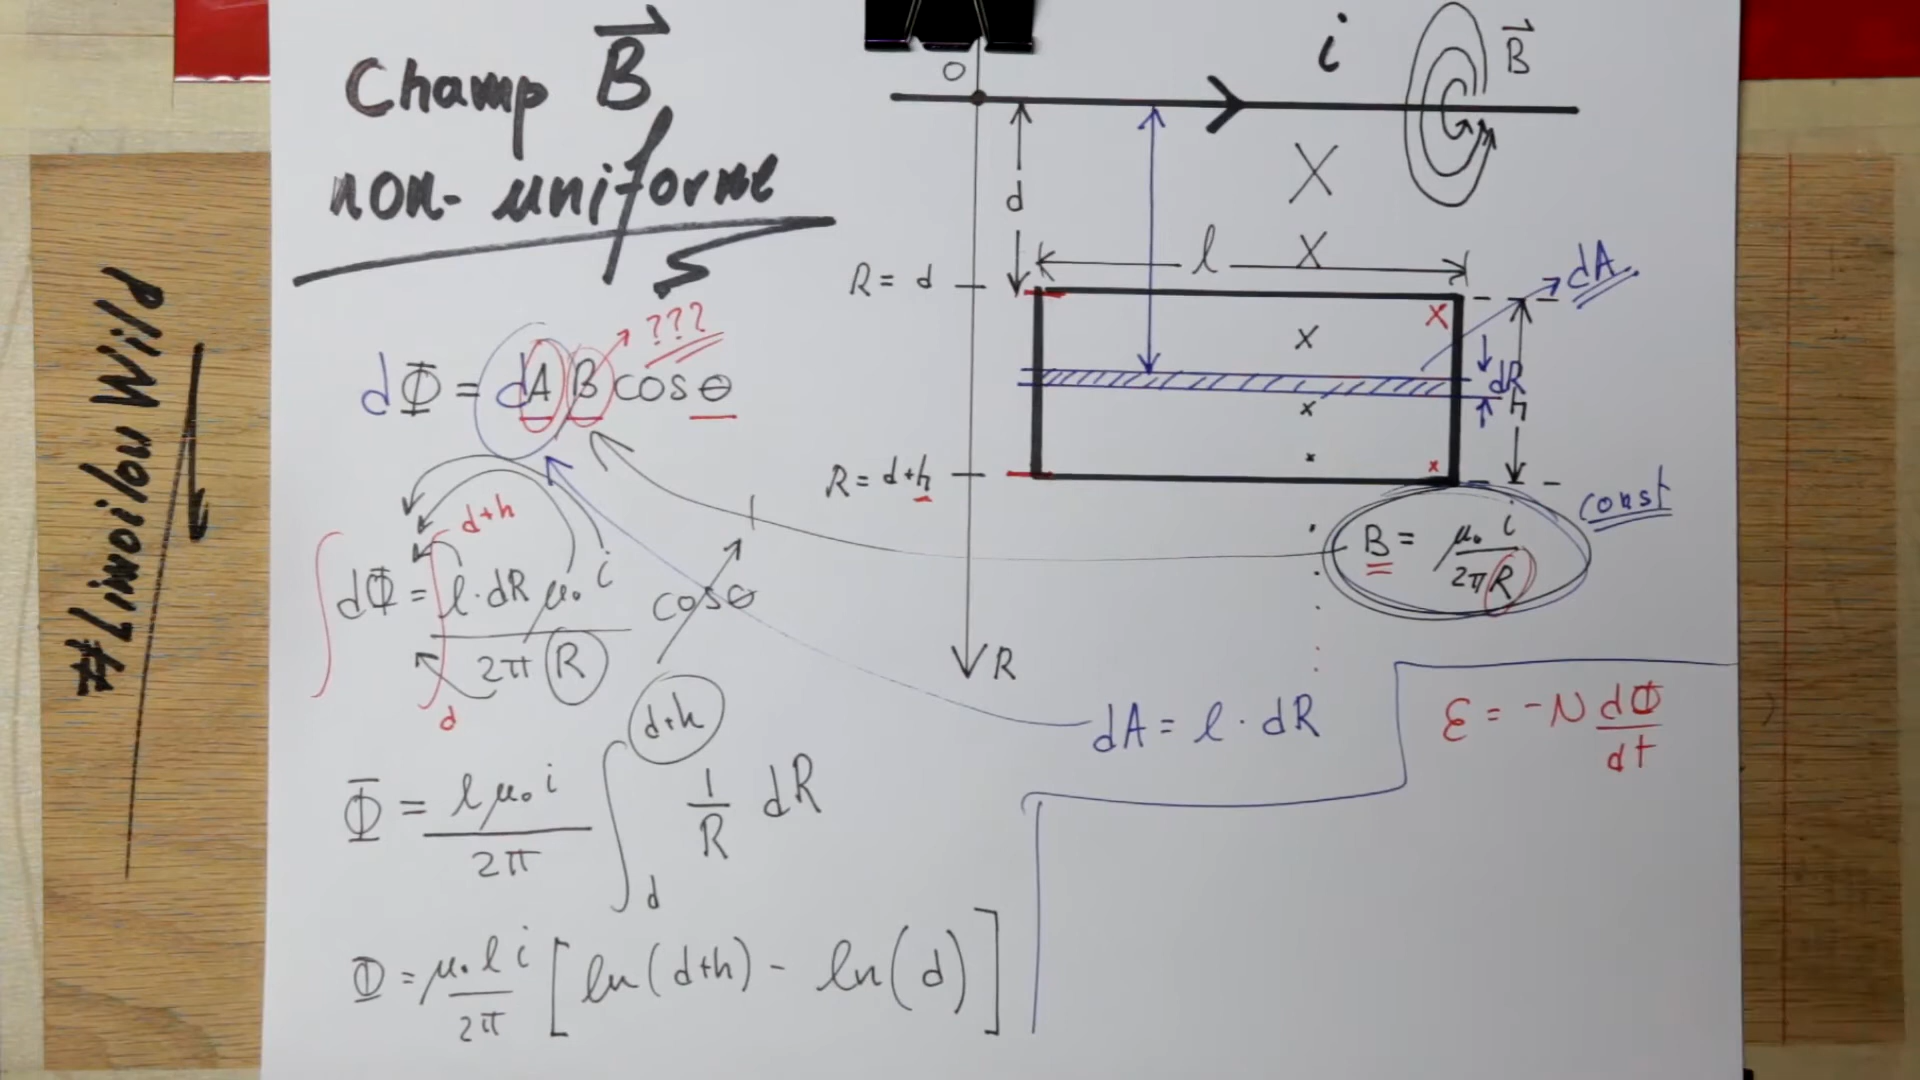 Champ B⃗
non-uniforme
#Limoilou Wild
O
i
B⃗
d
l
dA
R = d
dR
h
R = d+h
const
B = μ₀ i / 2π R
R
???
dΦ = dA B cos θ
d+h
∫ dΦ = ∫ l · dR μ₀ i / 2π R cos θ
1
d
dA = l · dR
ε = -N dΦ/dt
d+h
Φ = l μ₀ i / 2π ∫ 1/R dR
d
Φ = μ₀ l i / 2π [ ln(d+h) - ln(d) ]